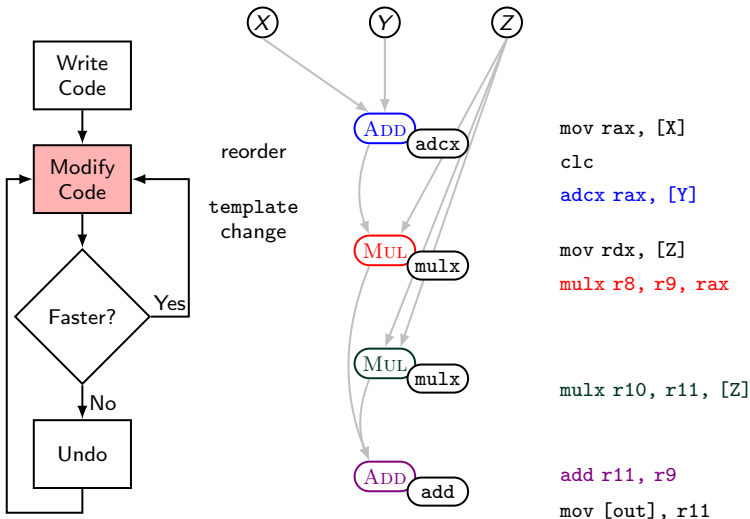 Write
Code
Modify
Code
Faster?
Yes
No
Undo
reorder
template
change
X
Y
Z
ADD
adcx
MUL
mulx
MUL
mulx
ADD
add
mov rax, [X]
clc
adcx rax, [Y]
mov rdx, [Z]
mulx r8, r9, rax
mulx r10, r11, [Z]
add r11, r9
mov [out], r11